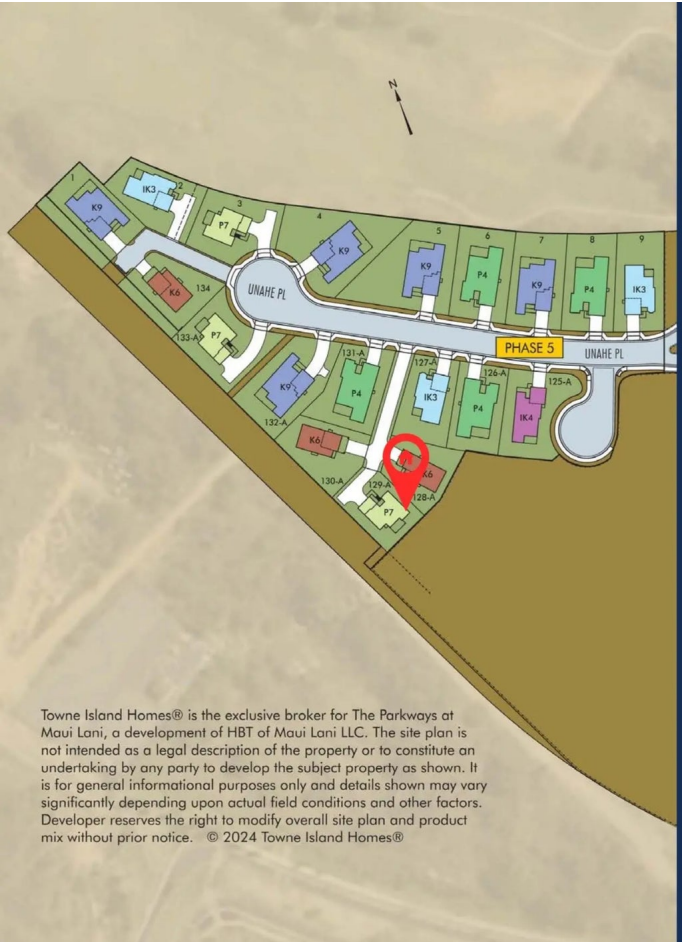 N
1
2
IK3
3
K9
P7
4
5
6
7
8
9
K9
K9
P4
K9
P4
IK3
K6
134
UNAHE PL
133-A
P7
PHASE 5
UNAHE PL
131-A
127-A
126-A
125-A
K9
P4
IK3
P4
IK4
132-A
K6
K6
130-A
129-A
128-A
P7
Towne Island Homes® is the exclusive broker for The Parkways at
Maui Lani, a development of HBT of Maui Lani LLC. The site plan is
not intended as a legal description of the property or to constitute an
undertaking by any party to develop the subject property as shown. It
is for general informational purposes only and details shown may vary
significantly depending upon actual field conditions and other factors.
Developer reserves the right to modify overall site plan and product
mix without prior notice. © 2024 Towne Island Homes®